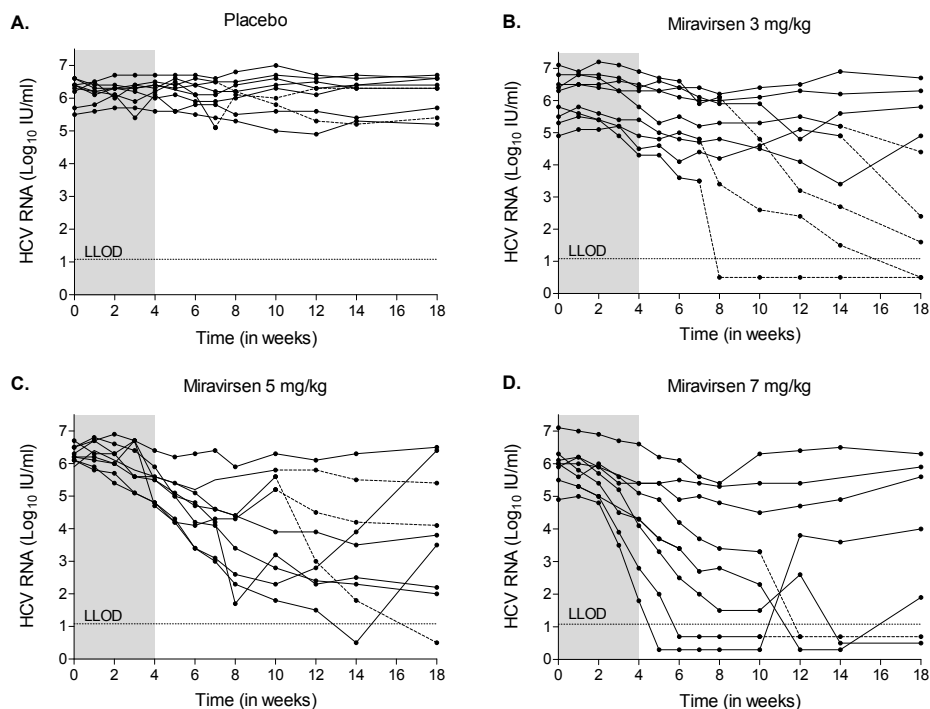 A.
Placebo
HCV RNA (Log10 IU/ml)
7
6
5
4
3
2
1
0
LLOD
0 2 4 6 8 10 12 14 16 18
Time (in weeks)
B.
Miravirsen 3 mg/kg
HCV RNA (Log10 IU/ml)
7
6
5
4
3
2
1
0
LLOD
0 2 4 6 8 10 12 14 16 18
Time (in weeks)
C.
Miravirsen 5 mg/kg
HCV RNA (Log10 IU/ml)
7
6
5
4
3
2
1
0
LLOD
0 2 4 6 8 10 12 14 16 18
Time (in weeks)
D.
Miravirsen 7 mg/kg
HCV RNA (Log10 IU/ml)
7
6
5
4
3
2
1
0
LLOD
0 2 4 6 8 10 12 14 16 18
Time (in weeks)